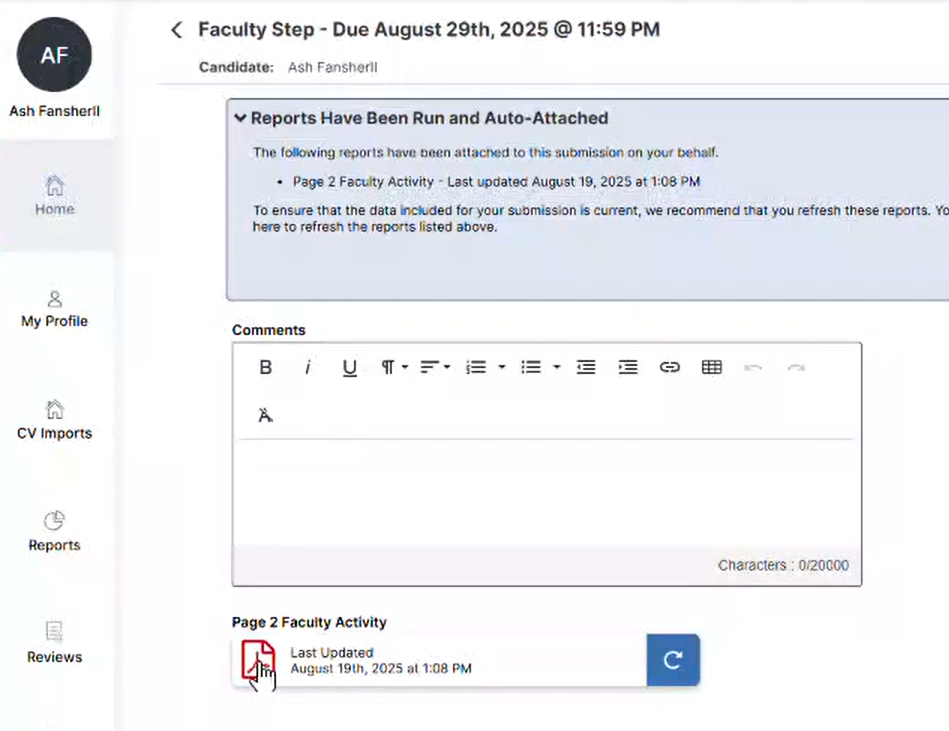 AF
Ash Fansherll
Home
My Profile
CV Imports
Reports
Reviews
Faculty Step - Due August 29th, 2025 @ 11:59 PM
Candidate: Ash Fansherll
Reports Have Been Run and Auto-Attached
The following reports have been attached to this submission on your behalf.
• Page 2 Faculty Activity - Last updated August 19, 2025 at 1:08 PM
To ensure that the data included for your submission is current, we recommend that you refresh these reports. Yo
here to refresh the reports listed above.
Comments
B i U
Characters : 0/20000
Page 2 Faculty Activity
Last Updated
August 19th, 2025 at 1:08 PM